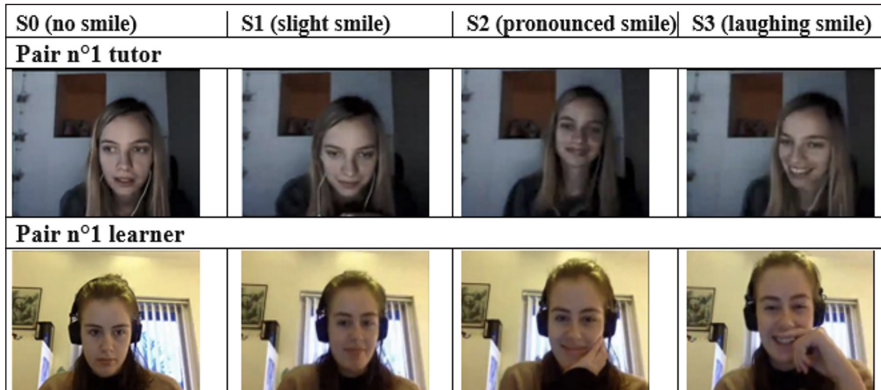 S0 (no smile) S1 (slight smile) S2 (pronounced smile) S3 (laughing smile)
Pair n°1 tutor
Pair n°1 learner